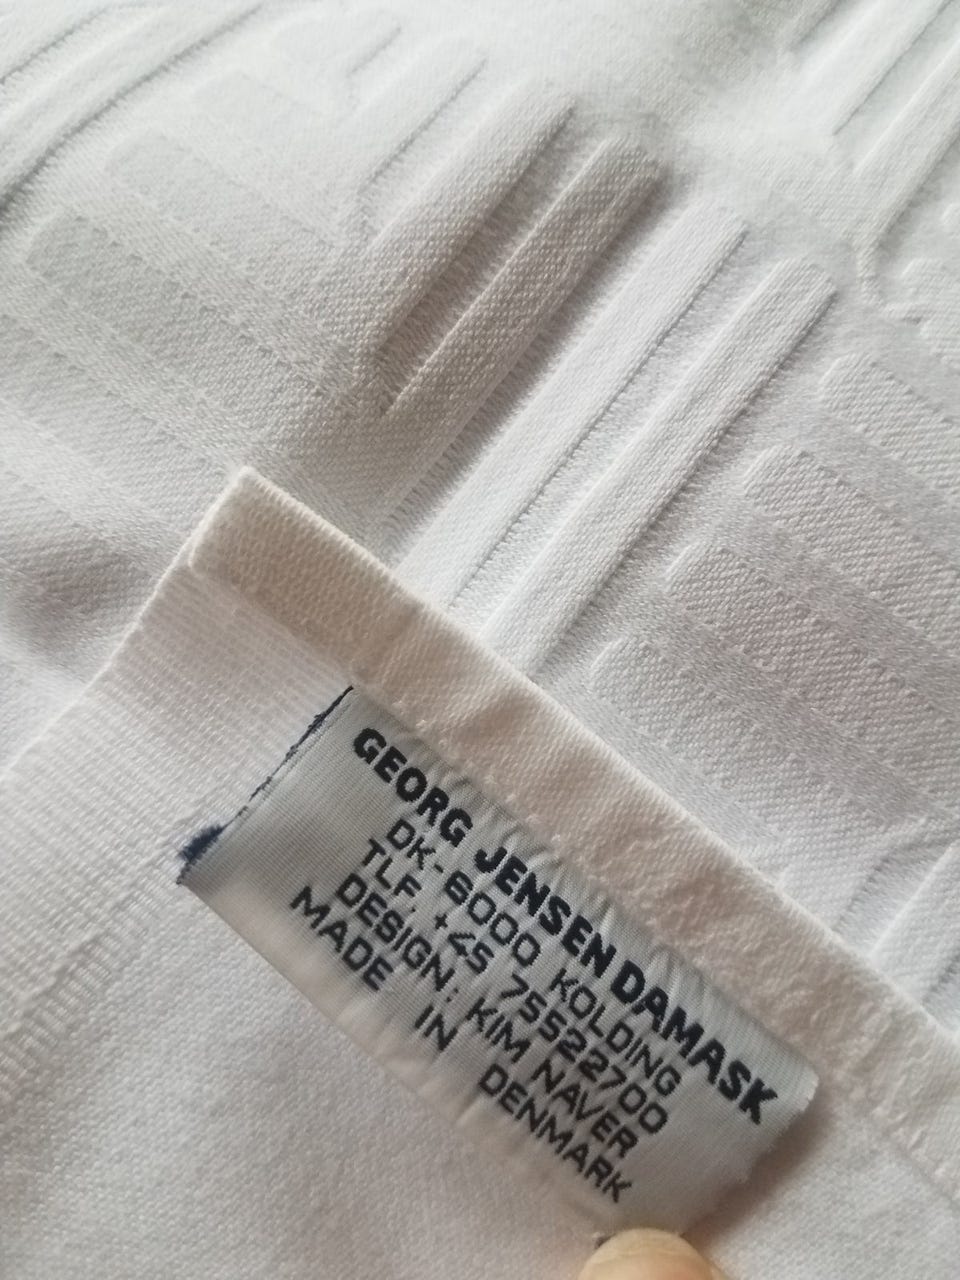 GEORG JENSEN DAMASK
DK-6000 KOLDING
TLF. +45 75522700
DESIGN: KIM NAVER
MADE IN DENMARK